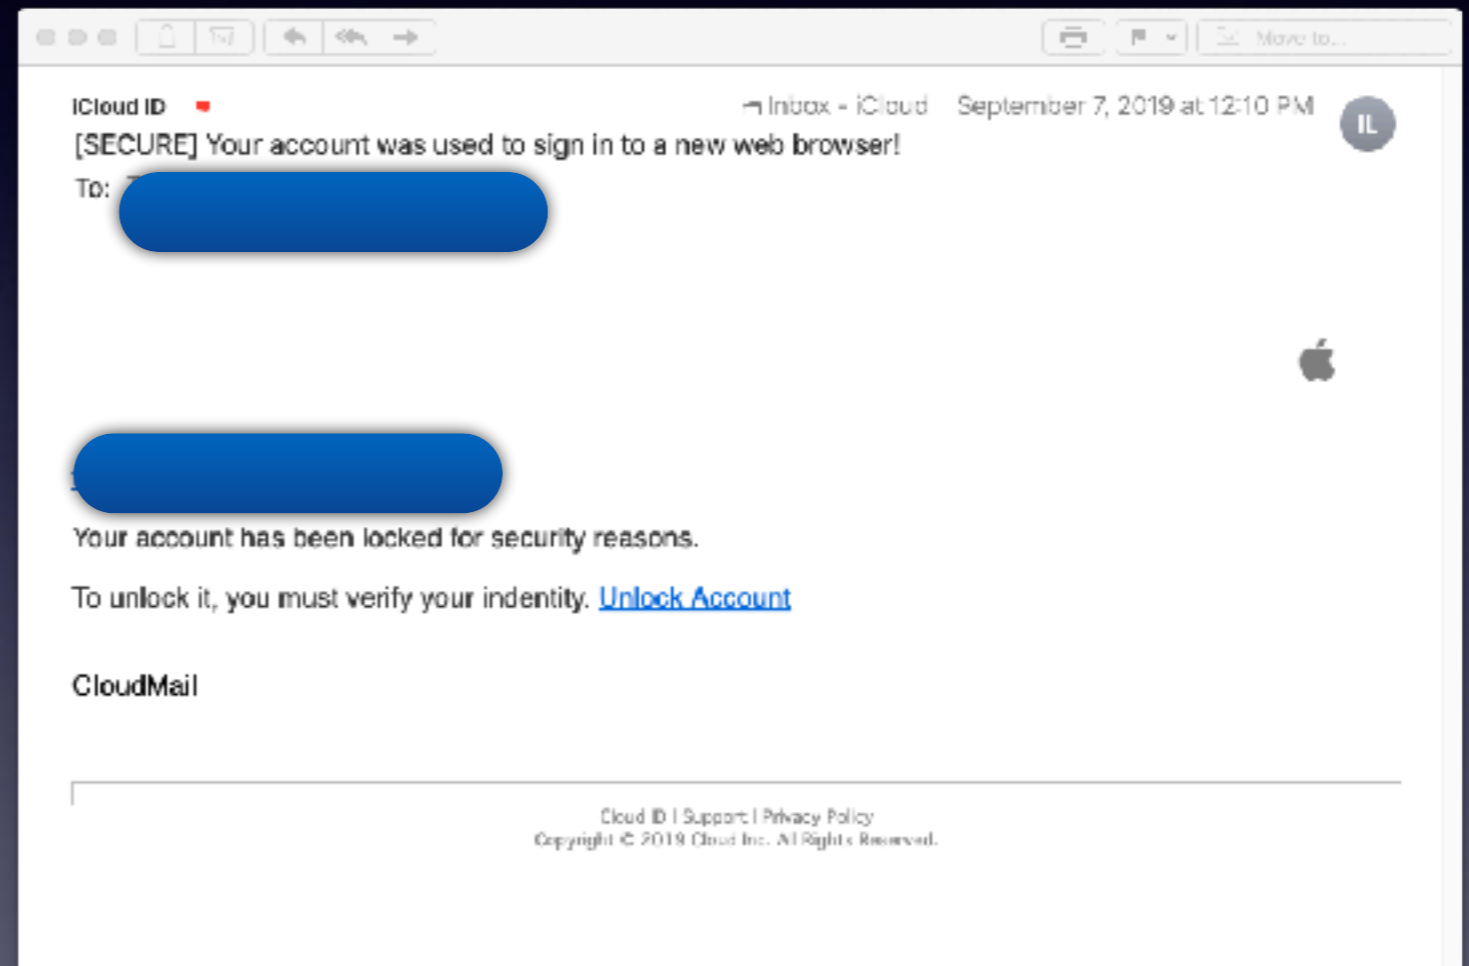 Move to...
iCloud ID
Inbox - iCloud September 7, 2019 at 12:10 PM
IL
[SECURE] Your account was used to sign in to a new web browser!
To:
Your account has been locked for security reasons.
To unlock it, you must verify your indentity. Unlock Account
CloudMail
Cloud ID | Support | Privacy Policy
Copyright © 2019 Cloud Inc. All Rights Reserved.